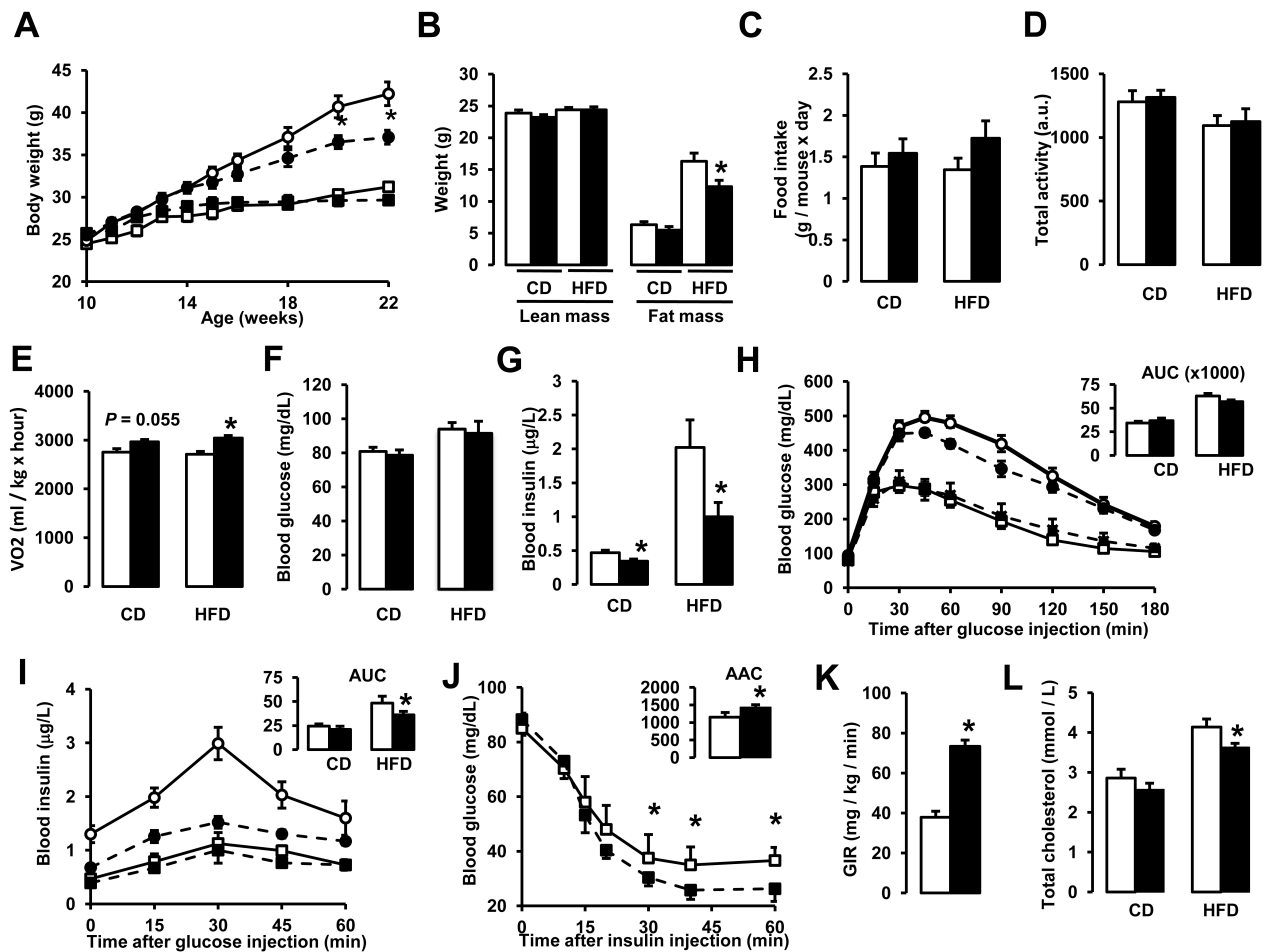 A
Body weight (g)
45
40
35
30
25
20
10
14
18
22
*
*
Age (weeks)
B
Weight (g)
30
25
20
15
10
5
0
*
CD
HFD
CD
HFD
Lean mass
Fat mass
C
Food intake
(g / mouse x day
2.5
2
1.5
1
0.5
0
CD
HFD
D
Total activity (a.u.)
1500
1000
500
0
CD
HFD
E
VO2 (ml / kg x hour)
4000
3000
2000
1000
0
P = 0.055
*
CD
HFD
F
Blood glucose (mg/dL)
120
100
80
60
40
20
0
CD
HFD
G
Blood insulin (µg/L)
3
2.5
2
1.5
1
0.5
0
*
*
CD
HFD
H
Blood glucose (mg/dL)
600
500
400
300
200
100
0
0
30
60
90
120
150
180
Time after glucose injection (min)
AUC (x1000)
75
50
25
0
CD
HFD
I
Blood insulin (µg/L)
4
3
2
1
0
0
15
30
45
60
Time after glucose injection (min)
AUC
75
50
25
0
*
CD
HFD
J
Blood glucose (mg/dL)
100
80
60
40
20
0
15
30
45
60
*
*
*
Time after insulin injection (min)
AAC
2000
1500
1000
500
0
*
K
GIR (mg / kg / min)
100
80
60
40
20
0
*
L
Total cholesterol (mmol / L)
5
4
3
2
1
0
*
CD
HFD